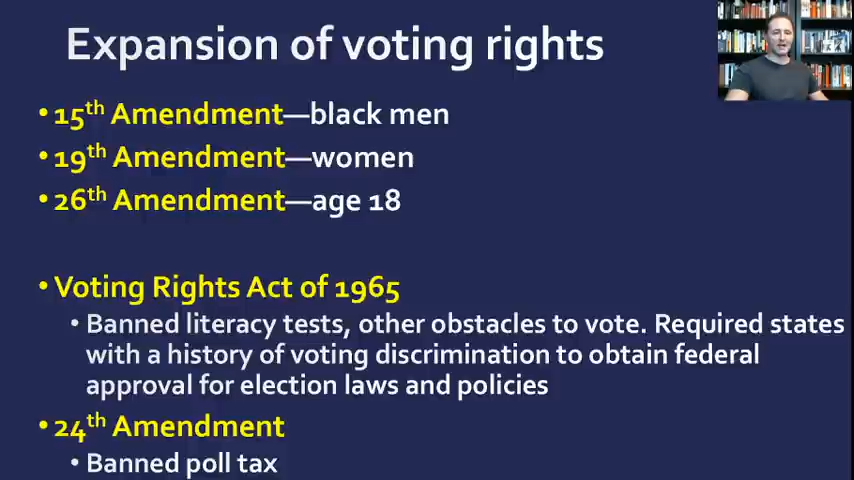 Expansion of voting rights
• 15th Amendment—black men
• 19th Amendment—women
• 26th Amendment—age 18
• Voting Rights Act of 1965
• Banned literacy tests, other obstacles to vote. Required states
with a history of voting discrimination to obtain federal
approval for election laws and policies
• 24th Amendment
• Banned poll tax